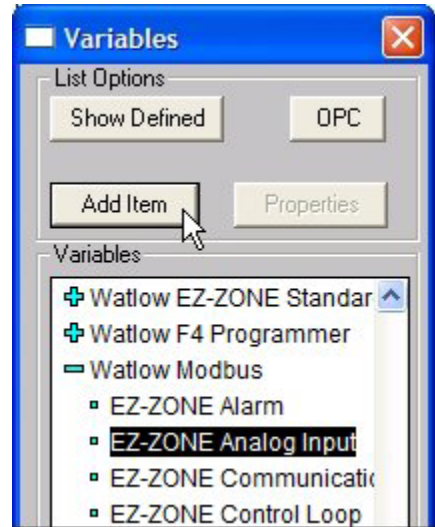 Variables
List Options
Show Defined
OPC
Add Item
Properties
Variables
Watlow EZ-ZONE Standar
Watlow F4 Programmer
Watlow Modbus
EZ-ZONE Alarm
EZ-ZONE Analog Input
EZ-ZONE Communicatio
EZ-ZONE Control Loop